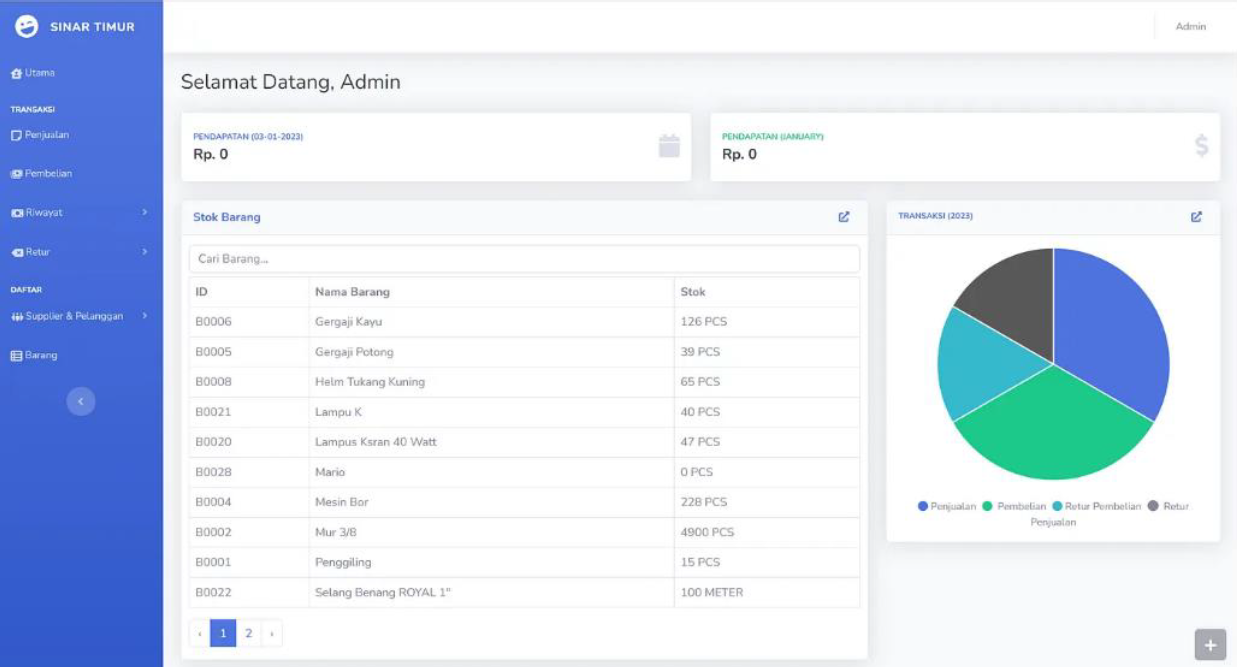 SINAR TIMUR
Admin
Utama
TRANSAKSI
Penjualan
Pembelian
Riwayat
Retur
DAFTAR
Supplier & Pelanggan
Barang
Selamat Datang, Admin
PENDAPATAN (03-01-2023)
Rp. 0
PENDAPATAN (JANUARY)
Rp. 0
$
Stok Barang
Cari Barang...
ID Nama Barang Stok
B0006 Gergaji Kayu 126 PCS
B0005 Gergaji Potong 39 PCS
B0008 Helm Tukang Kuning 65 PCS
B0021 Lampu K 40 PCS
B0020 Lampus Ksran 40 Watt 47 PCS
B0028 Mario 0 PCS
B0004 Mesin Bor 228 PCS
B0002 Mur 3/8 4900 PCS
B0001 Penggiling 15 PCS
B0022 Selang Benang ROYAL 1" 100 METER
‹ 1 2 ›
TRANSAKSI (2023)
Penjualan Pembelian Retur Pembelian Retur
Penjualan